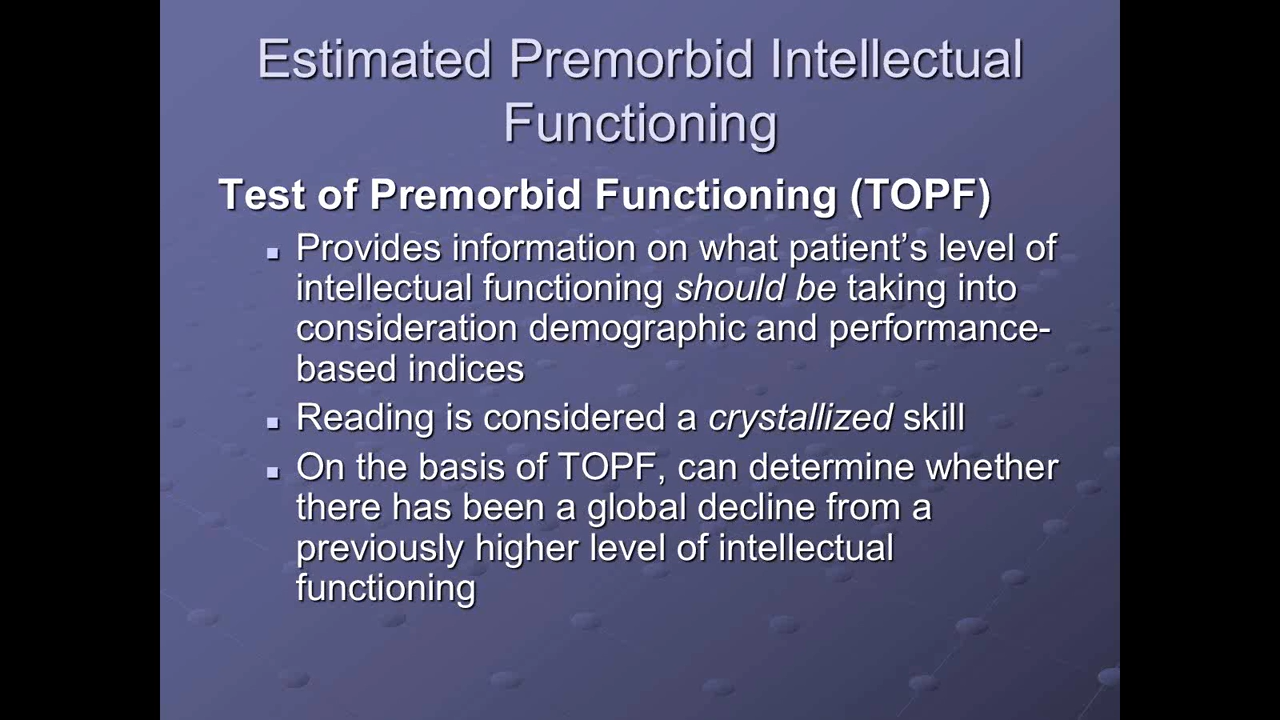 Estimated Premorbid Intellectual
Functioning
Test of Premorbid Functioning (TOPF)
Provides information on what patient’s level of
intellectual functioning should be taking into
consideration demographic and performance-
based indices
Reading is considered a crystallized skill
On the basis of TOPF, can determine whether
there has been a global decline from a
previously higher level of intellectual
functioning